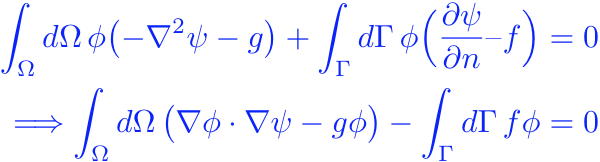 ∫_Ω dΩ ϕ(−∇²ψ − g) + ∫_Γ dΓ ϕ(∂ψ/∂n – f) = 0
⟹ ∫_Ω dΩ (∇ϕ · ∇ψ − gϕ) − ∫_Γ dΓ fϕ = 0